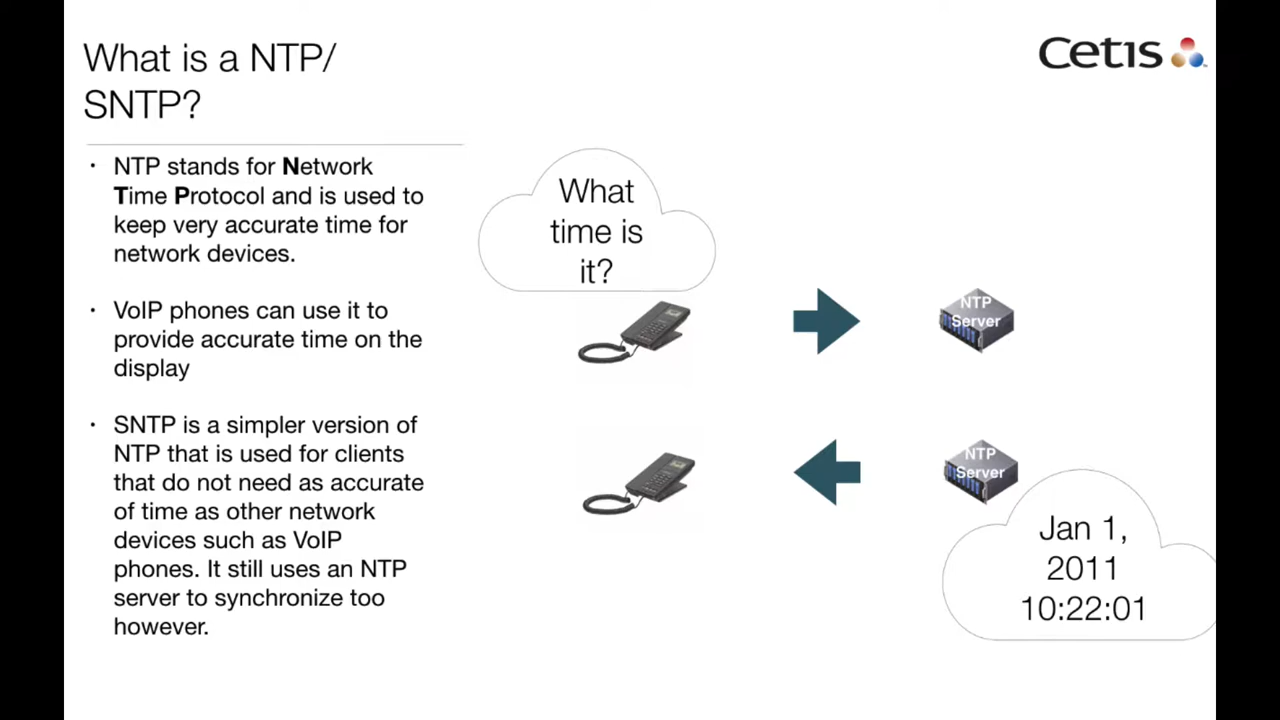 What is a NTP/
SNTP?
Cetis
• NTP stands for Network
Time Protocol and is used to
keep very accurate time for
network devices.
• VoIP phones can use it to
provide accurate time on the
display
• SNTP is a simpler version of
NTP that is used for clients
that do not need as accurate
of time as other network
devices such as VoIP
phones. It still uses an NTP
server to synchronize too
however.
What
time is
it?
NTP
Server
NTP
Server
Jan 1,
2011
10:22:01